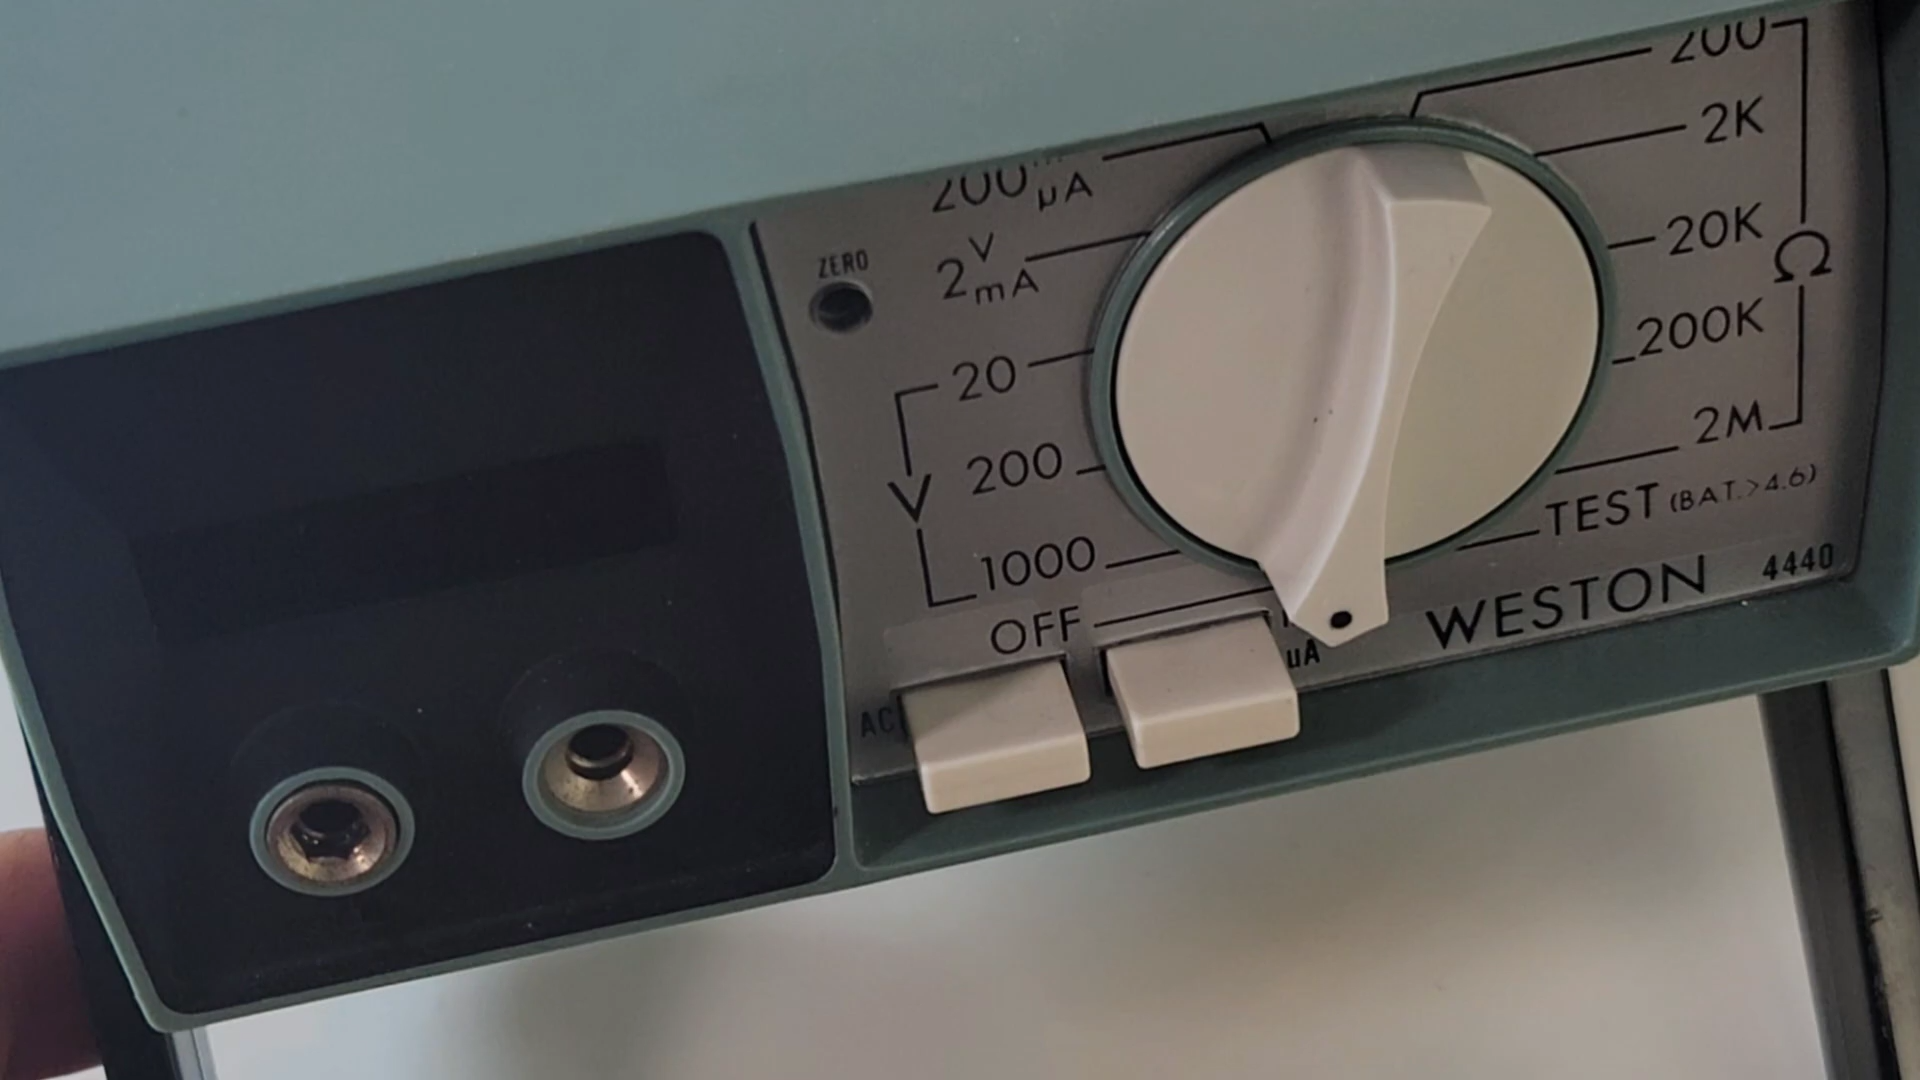 200
2K
20K
Ω
200K
2M
TEST (BAT.>4.6)
WESTON 4440
ZERO
200 µA
2 V mA
20
V
200
1000
OFF
AC